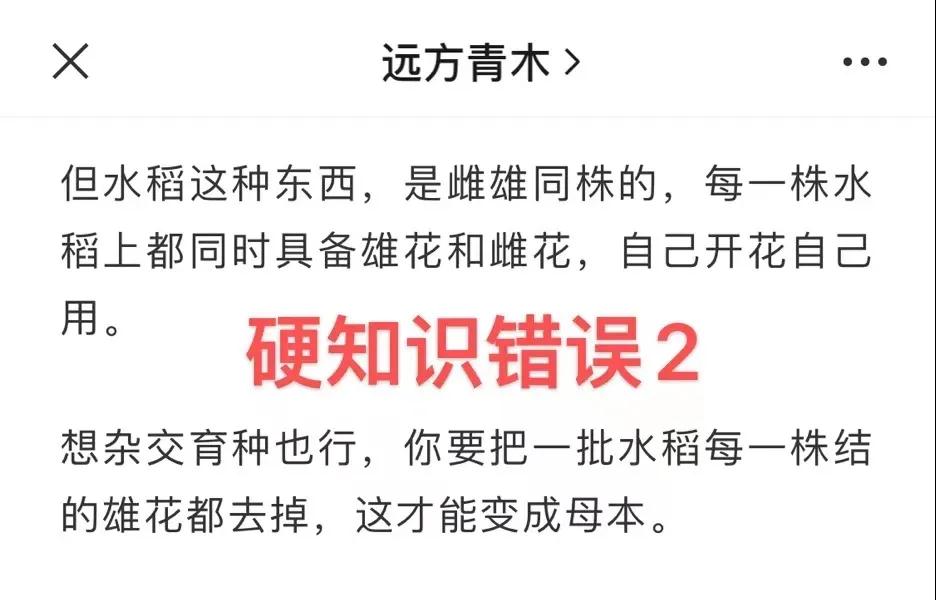 远方青木
但水稻这种东西，是雌雄同株的，每一株水
稻上都同时具备雄花和雌花，自己开花自己
用。
硬知识错误2
想杂交育种也行，你要把一批水稻每一株结
的雄花都去掉，这才能变成母本。